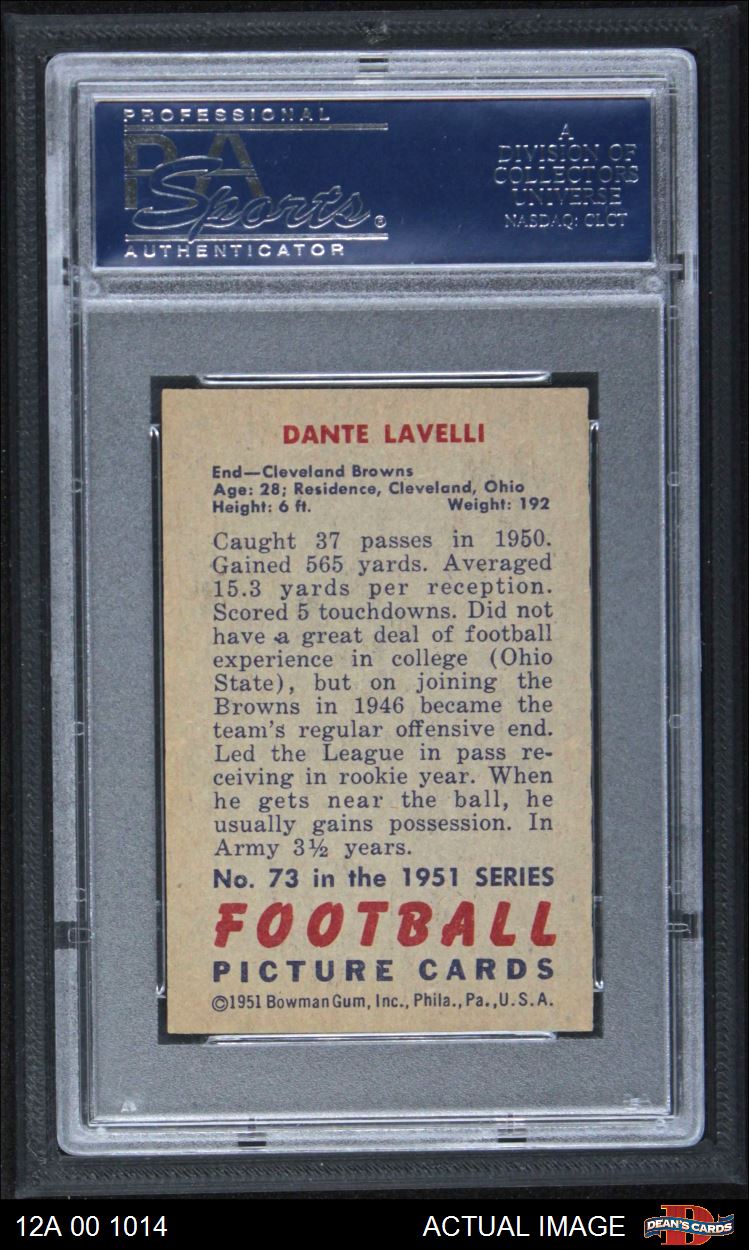 PROFESSIONAL
PSA
Sports®
AUTHENTICATOR
A
DIVISION OF
COLLECTORS
UNIVERSE
NASDAQ: CLCT
DANTE LAVELLI
End—Cleveland Browns
Age: 28; Residence, Cleveland, Ohio
Height: 6 ft. Weight: 192
Caught 37 passes in 1950.
Gained 565 yards. Averaged
15.3 yards per reception.
Scored 5 touchdowns. Did not
have a great deal of football
experience in college (Ohio
State), but on joining the
Browns in 1946 became the
team's regular offensive end.
Led the League in pass re-
ceiving in rookie year. When
he gets near the ball, he
usually gains possession. In
Army 3½ years.
No. 73 in the 1951 SERIES
FOOTBALL
PICTURE CARDS
©1951 Bowman Gum, Inc., Phila., Pa., U.S.A.
12A 00 1014 ACTUAL IMAGE DEAN'S CARDS